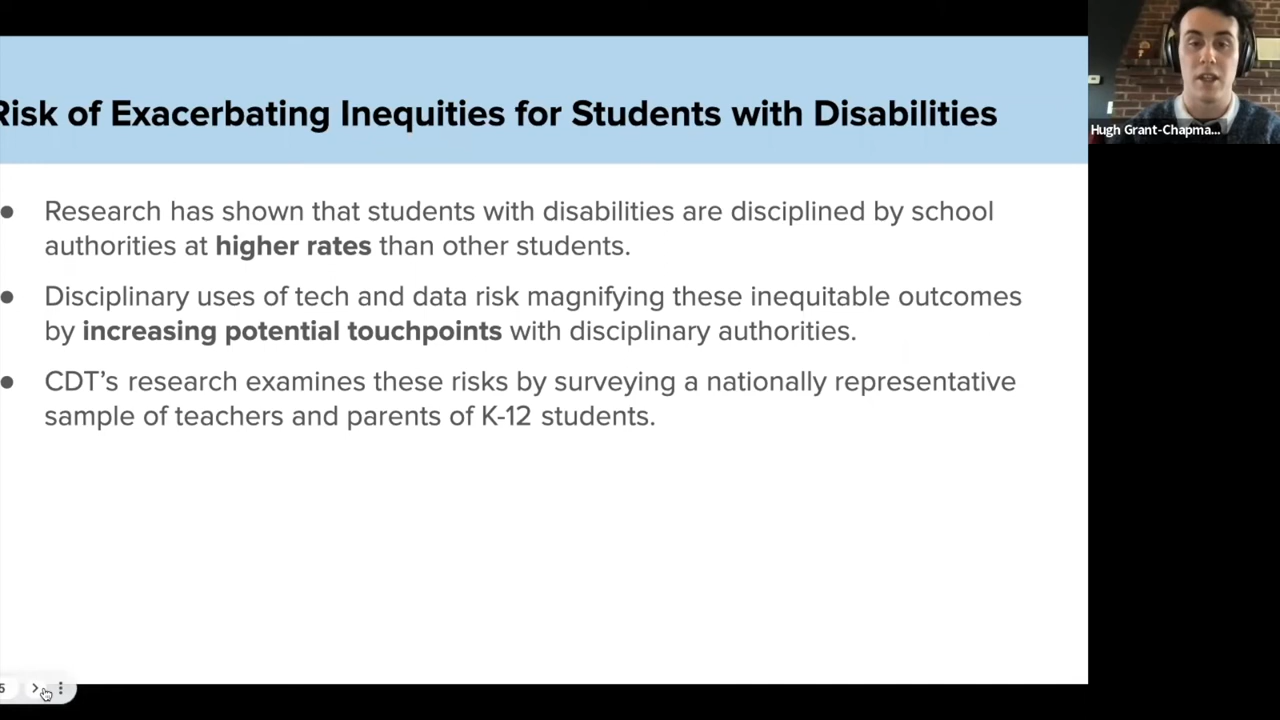 Risk of Exacerbating Inequities for Students with Disabilities
Hugh Grant-Chapma...
● Research has shown that students with disabilities are disciplined by school
authorities at higher rates than other students.
● Disciplinary uses of tech and data risk magnifying these inequitable outcomes
by increasing potential touchpoints with disciplinary authorities.
● CDT’s research examines these risks by surveying a nationally representative
sample of teachers and parents of K-12 students.
5